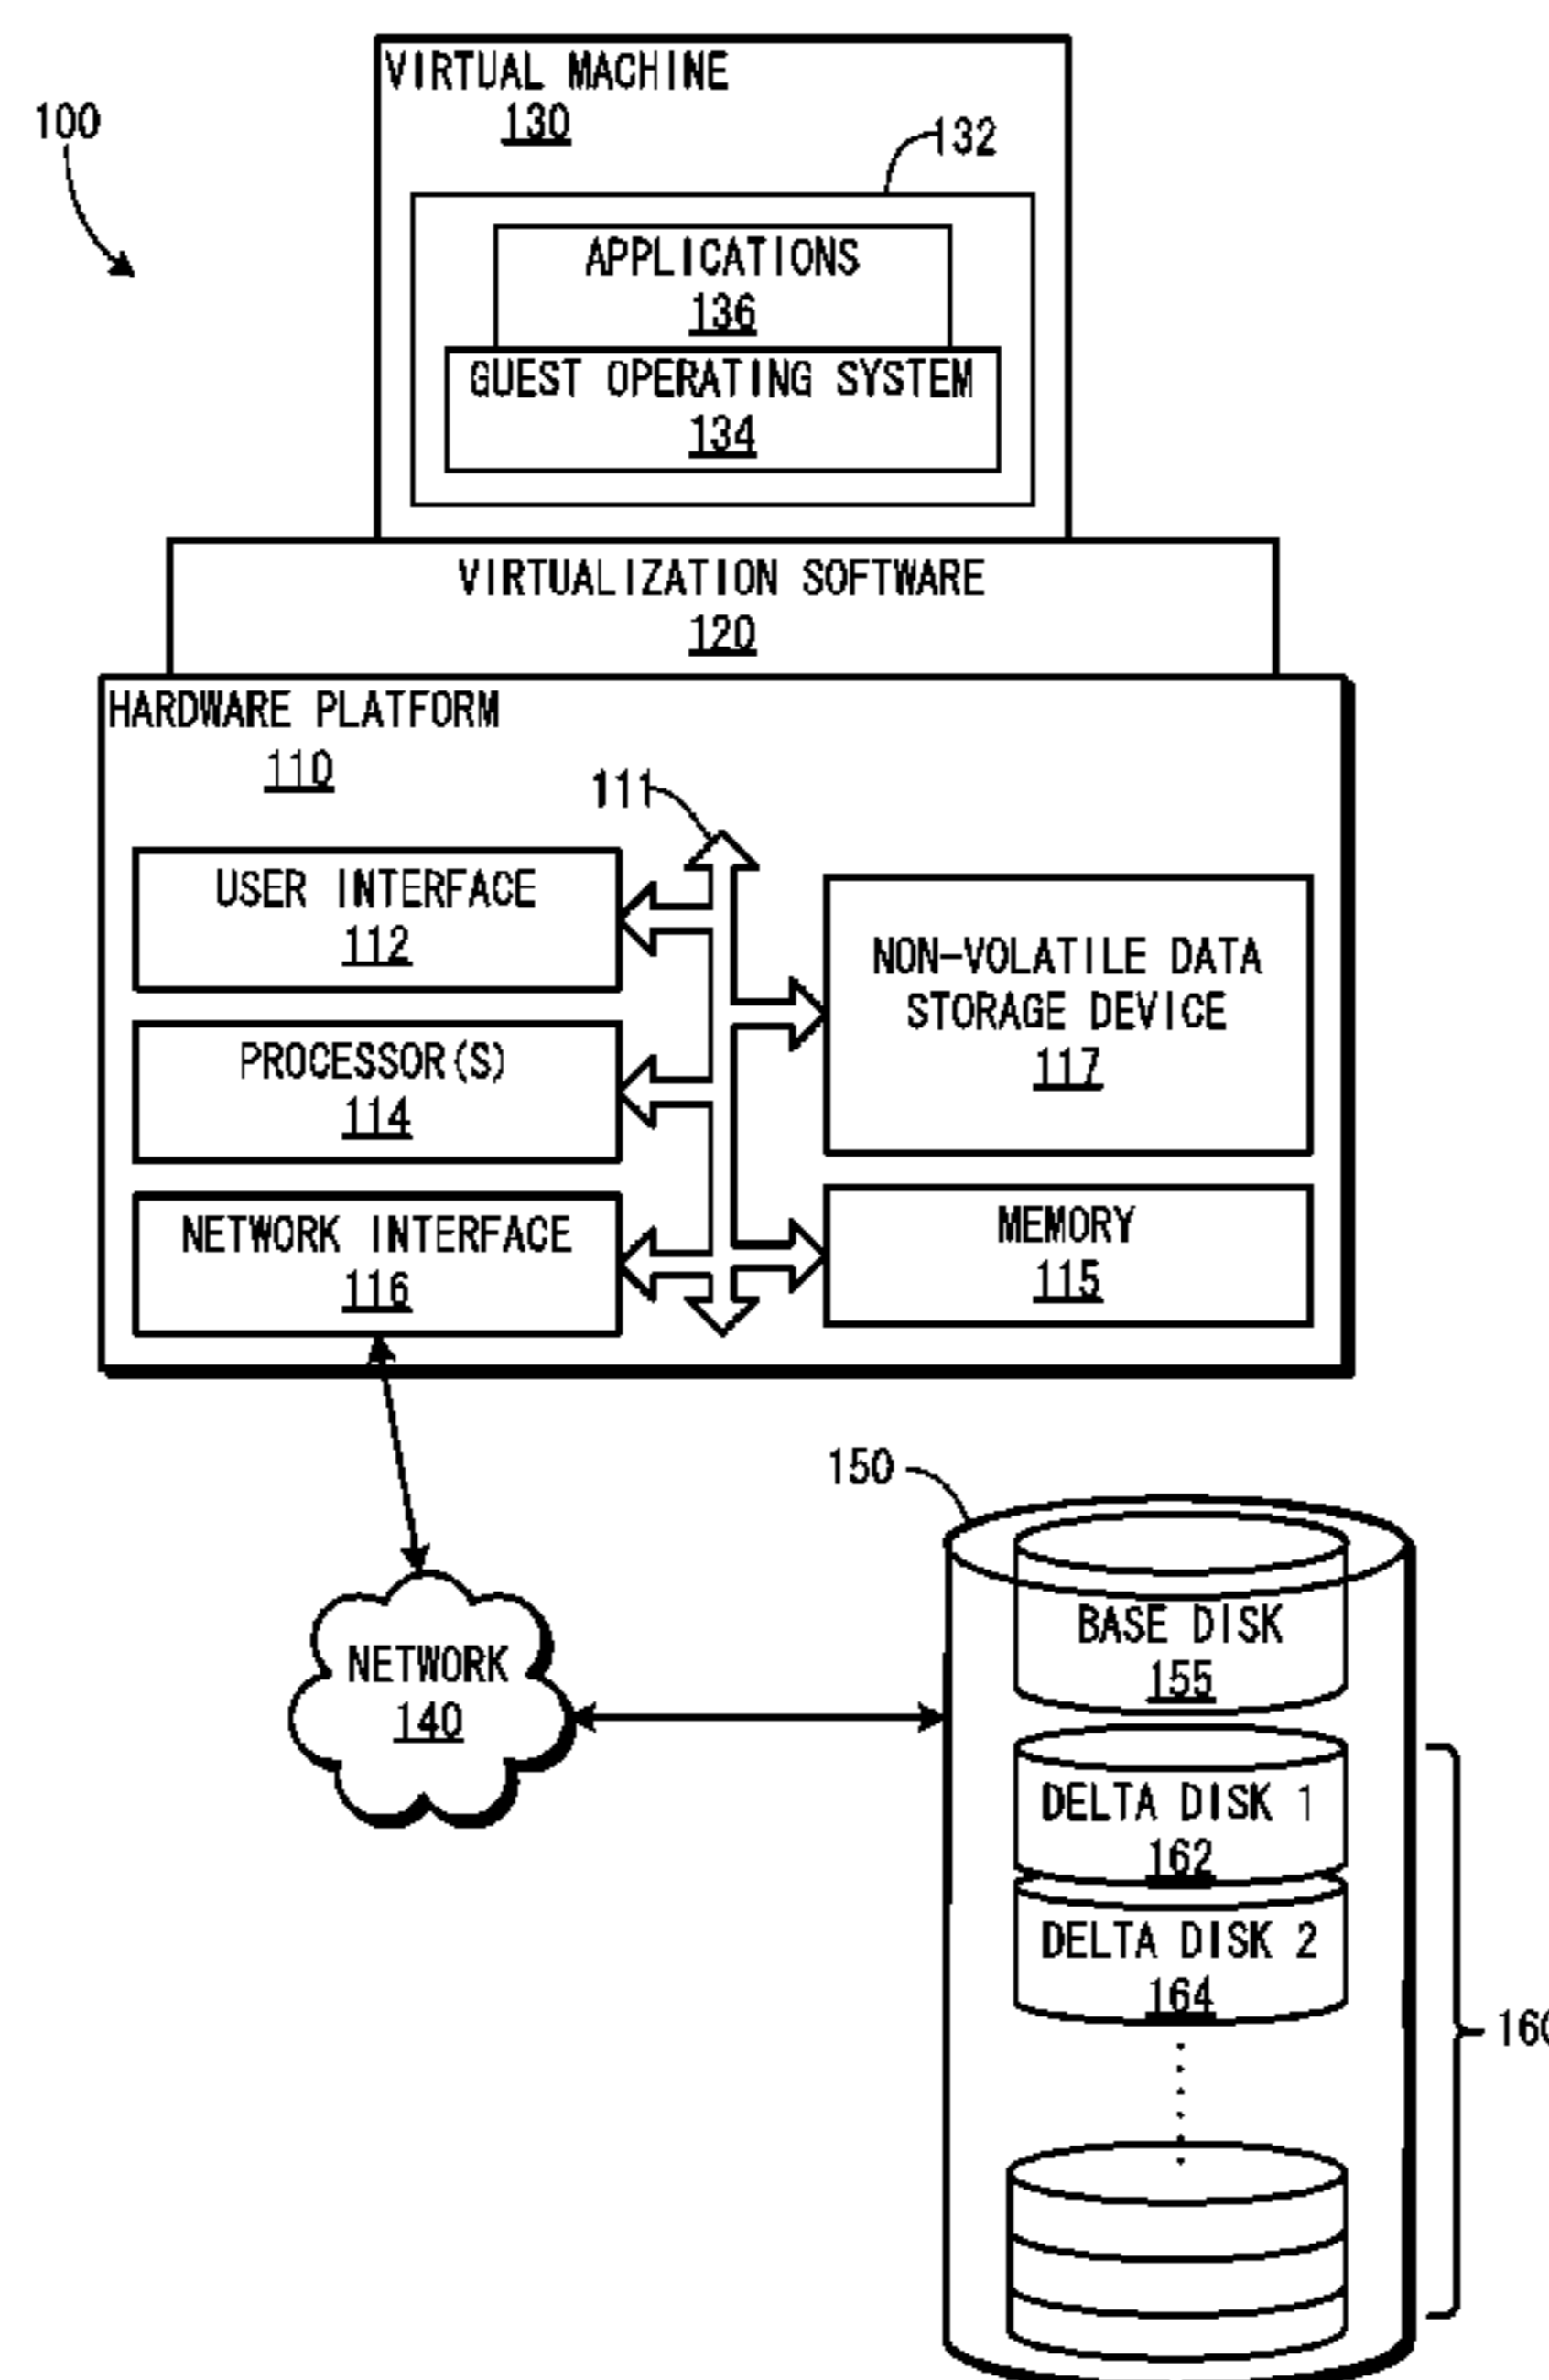 VIRTUAL MACHINE
130
100
132
APPLICATIONS
136
GUEST OPERATING SYSTEM
134
VIRTUALIZATION SOFTWARE
120
HARDWARE PLATFORM
110
111
USER INTERFACE
112
NON-VOLATILE DATA
STORAGE DEVICE
117
PROCESSOR(S)
114
NETWORK INTERFACE
116
MEMORY
115
150
BASE DISK
155
NETWORK
140
DELTA DISK 1
162
DELTA DISK 2
164
160